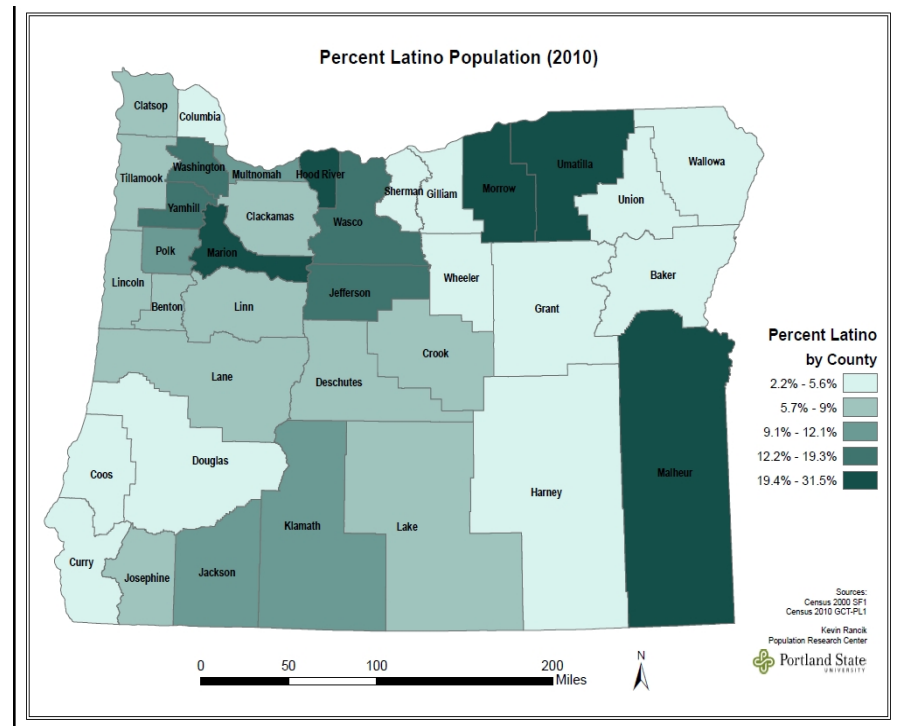 Percent Latino Population (2010)
Clatsop
Columbia
Tillamook
Washington
Multnomah
Hood River
Sherman
Gilliam
Morrow
Umatilla
Union
Wallowa
Yamhill
Clackamas
Wasco
Polk
Marion
Wheeler
Grant
Baker
Lincoln
Benton
Linn
Jefferson
Crook
Lane
Deschutes
Coos
Douglas
Klamath
Lake
Harney
Malheur
Curry
Josephine
Jackson
Percent Latino
by County
2.2% - 5.6%
5.7% - 9%
9.1% - 12.1%
12.2% - 19.3%
19.4% - 31.5%
Sources:
Census 2000 SF1
Census 2010 GCT-PL1
Kevin Rancik
Population Research Center
Portland State
UNIVERSITY
0 50 100 200
Miles
N